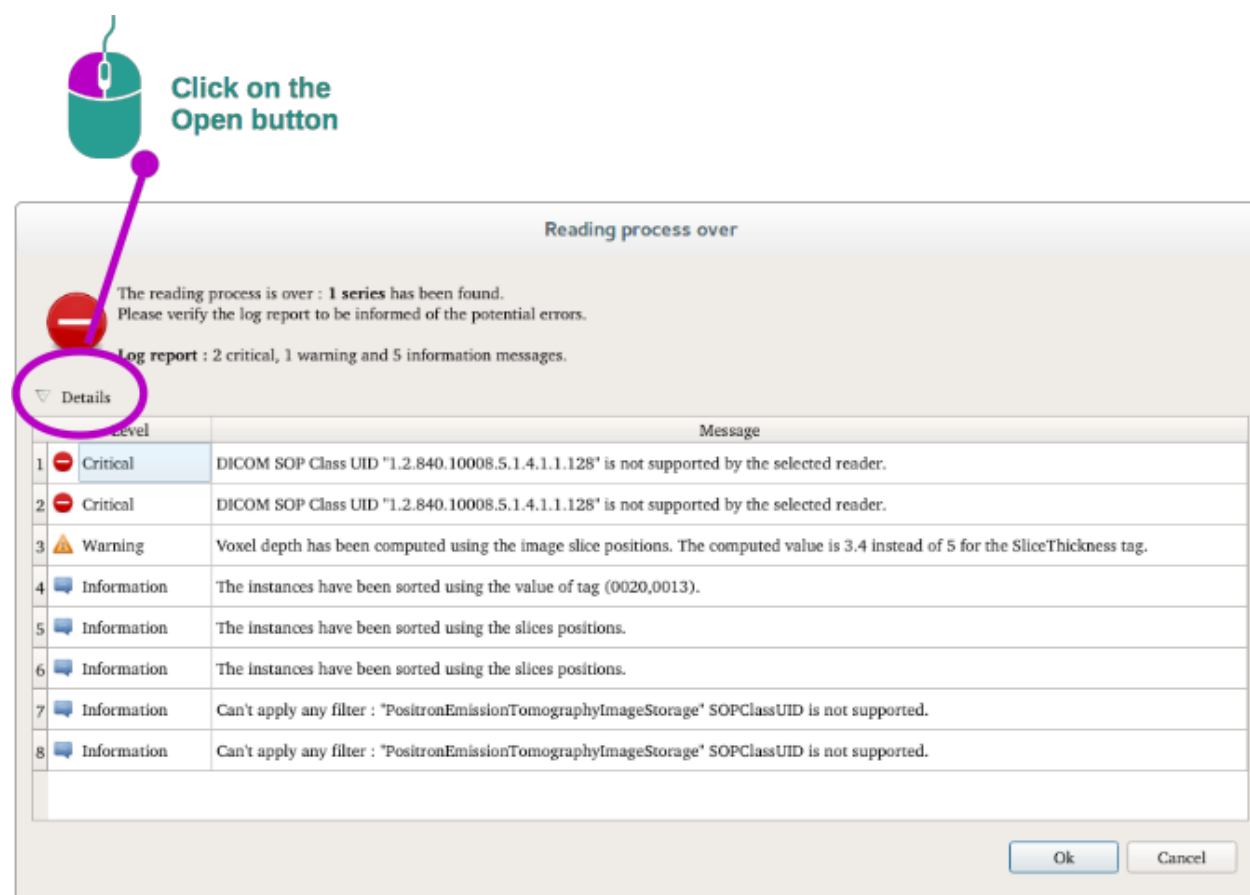 Click on the
Open button
Reading process over
The reading process is over : 1 series has been found.
Please verify the log report to be informed of the potential errors.
Log report : 2 critical, 1 warning and 5 information messages.
Details
Level Message
1 Critical DICOM SOP Class UID "1.2.840.10008.5.1.4.1.1.128" is not supported by the selected reader.
2 Critical DICOM SOP Class UID "1.2.840.10008.5.1.4.1.1.128" is not supported by the selected reader.
3 Warning Voxel depth has been computed using the image slice positions. The computed value is 3.4 instead of 5 for the SliceThickness tag.
4 Information The instances have been sorted using the value of tag (0020,0013).
5 Information The instances have been sorted using the slices positions.
6 Information The instances have been sorted using the slices positions.
7 Information Can't apply any filter : "PositronEmissionTomographyImageStorage" SOPClassUID is not supported.
8 Information Can't apply any filter : "PositronEmissionTomographyImageStorage" SOPClassUID is not supported.
Ok Cancel